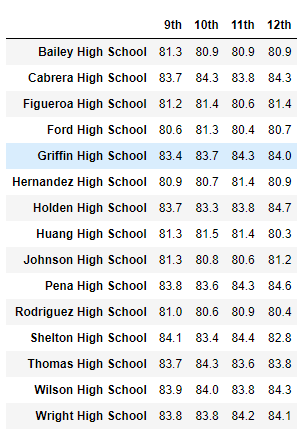 9th 10th 11th 12th
Bailey High School 81.3 80.9 80.9 80.9
Cabrera High School 83.7 84.3 83.8 84.3
Figueroa High School 81.2 81.4 80.6 81.4
Ford High School 80.6 81.3 80.4 80.7
Griffin High School 83.4 83.7 84.3 84.0
Hernandez High School 80.9 80.7 81.4 80.9
Holden High School 83.7 83.3 83.8 84.7
Huang High School 81.3 81.5 81.4 80.3
Johnson High School 81.3 80.8 80.6 81.2
Pena High School 83.8 83.6 84.3 84.6
Rodriguez High School 81.0 80.6 80.9 80.4
Shelton High School 84.1 83.4 84.4 82.8
Thomas High School 83.7 84.3 83.6 83.8
Wilson High School 83.9 84.0 83.8 84.3
Wright High School 83.8 83.8 84.2 84.1